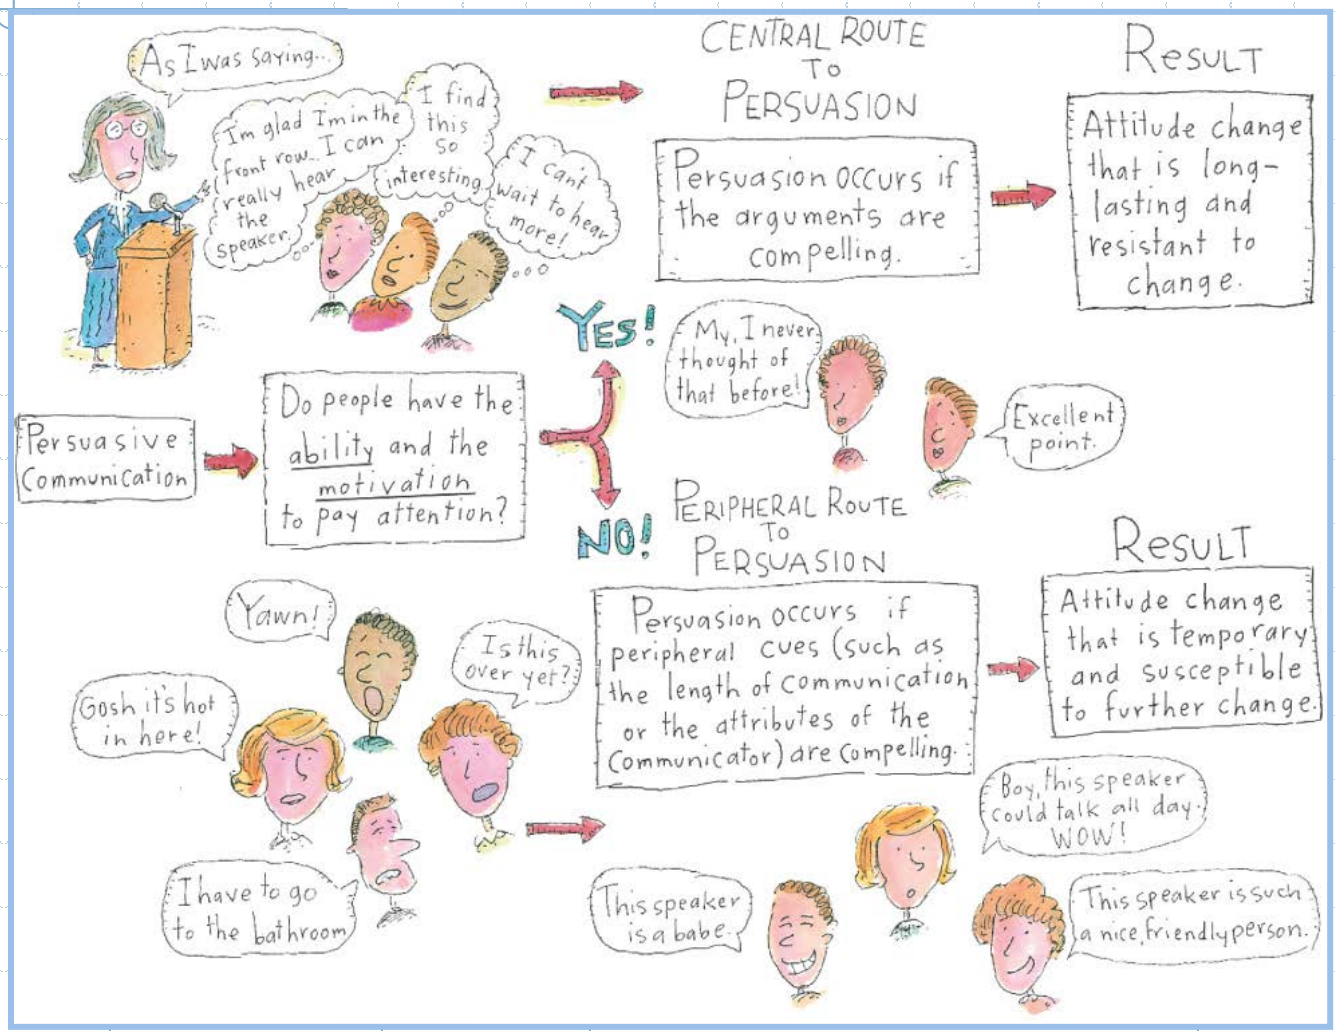 As I was saying...
I'm glad I'm in the
front row... I can
really hear
the
speaker.
I find
this
so
interesting.
I can't
wait to hear
more!
CENTRAL ROUTE
TO
PERSUASION
Persuasion occurs if
the arguments are
compelling.
RESULT
Attitude change
that is long-
lasting and
resistant to
change.
YES!
My, I never
thought of
that before!
Excellent
point.
Persuasive
Communication
Do people have the
ability and the
motivation
to pay attention?
NO!
PERIPHERAL ROUTE
TO
PERSUASION
Persuasion occurs if
peripheral cues (such as
the length of communication
or the attributes of the
communicator) are compelling.
RESULT
Attitude change
that is temporary
and susceptible
to further change.
Yawn!
Is this
over yet?
Gosh it's hot
in here!
I have to go
to the bathroom
Boy, this speaker
could talk all day.
WOW!
This speaker
is a babe.
This speaker is such
a nice, friendly person.